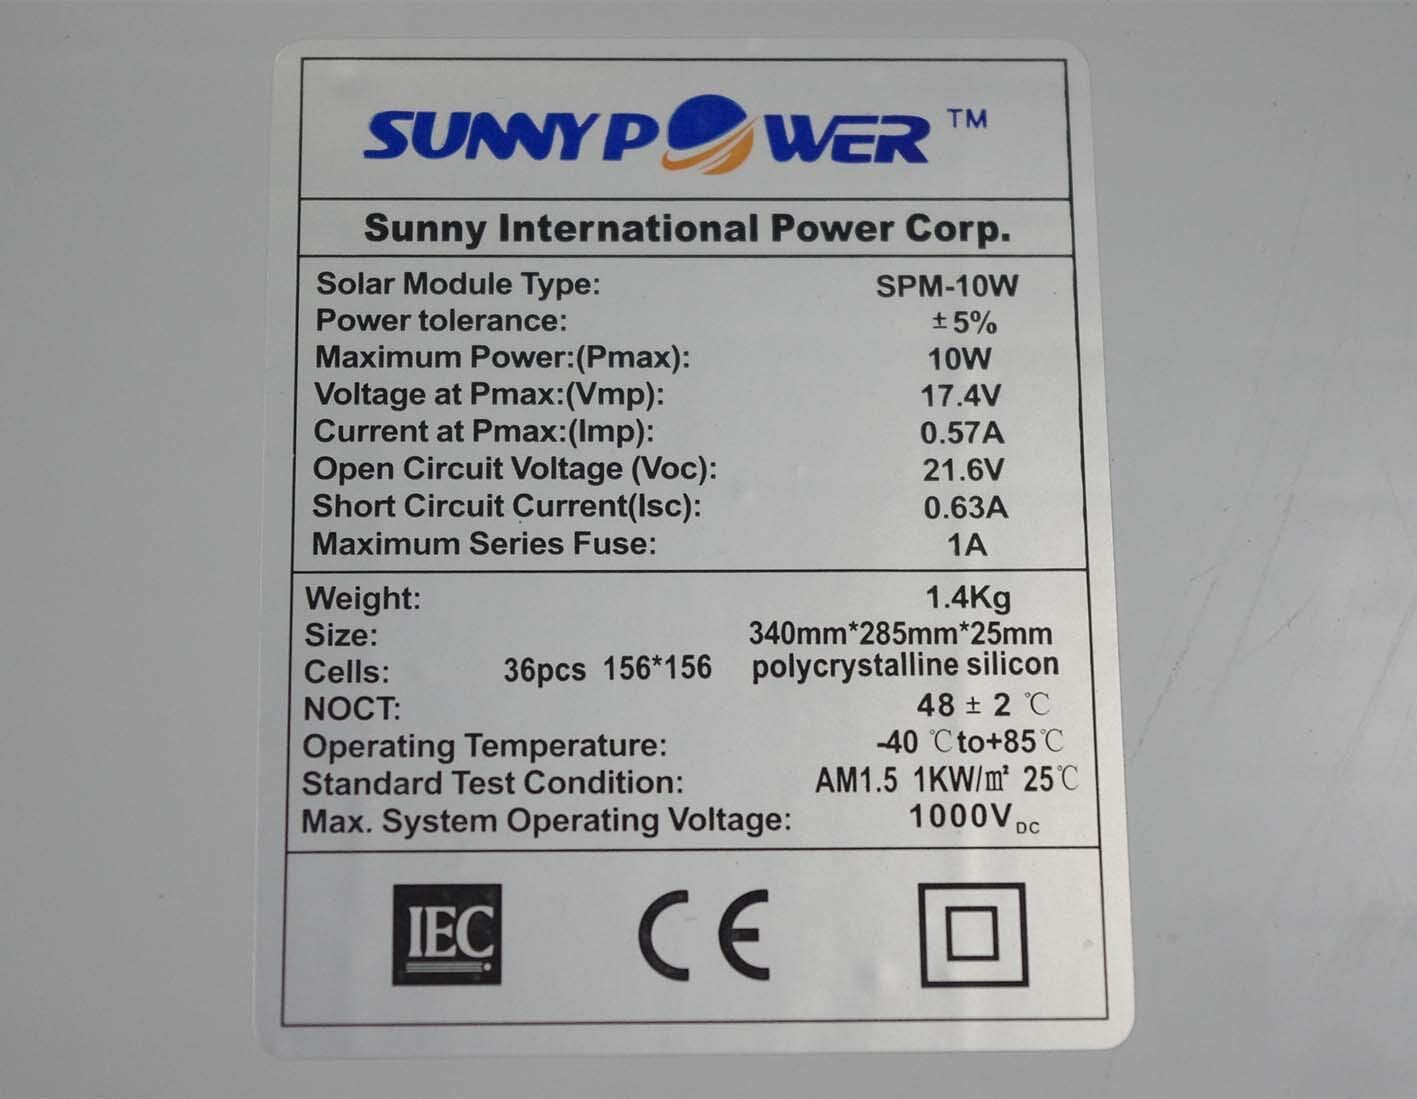 SUNNYPOWER™
Sunny International Power Corp.
Solar Module Type: SPM-10W
Power tolerance: ±5%
Maximum Power:(Pmax): 10W
Voltage at Pmax:(Vmp): 17.4V
Current at Pmax:(Imp): 0.57A
Open Circuit Voltage (Voc): 21.6V
Short Circuit Current(Isc): 0.63A
Maximum Series Fuse: 1A
Weight: 1.4Kg
Size: 340mm*285mm*25mm
Cells: 36pcs 156*156 polycrystalline silicon
NOCT: 48 ± 2 ℃
Operating Temperature: -40 ℃to+85℃
Standard Test Condition: AM1.5 1KW/m² 25℃
Max. System Operating Voltage: 1000VDC
IEC CE